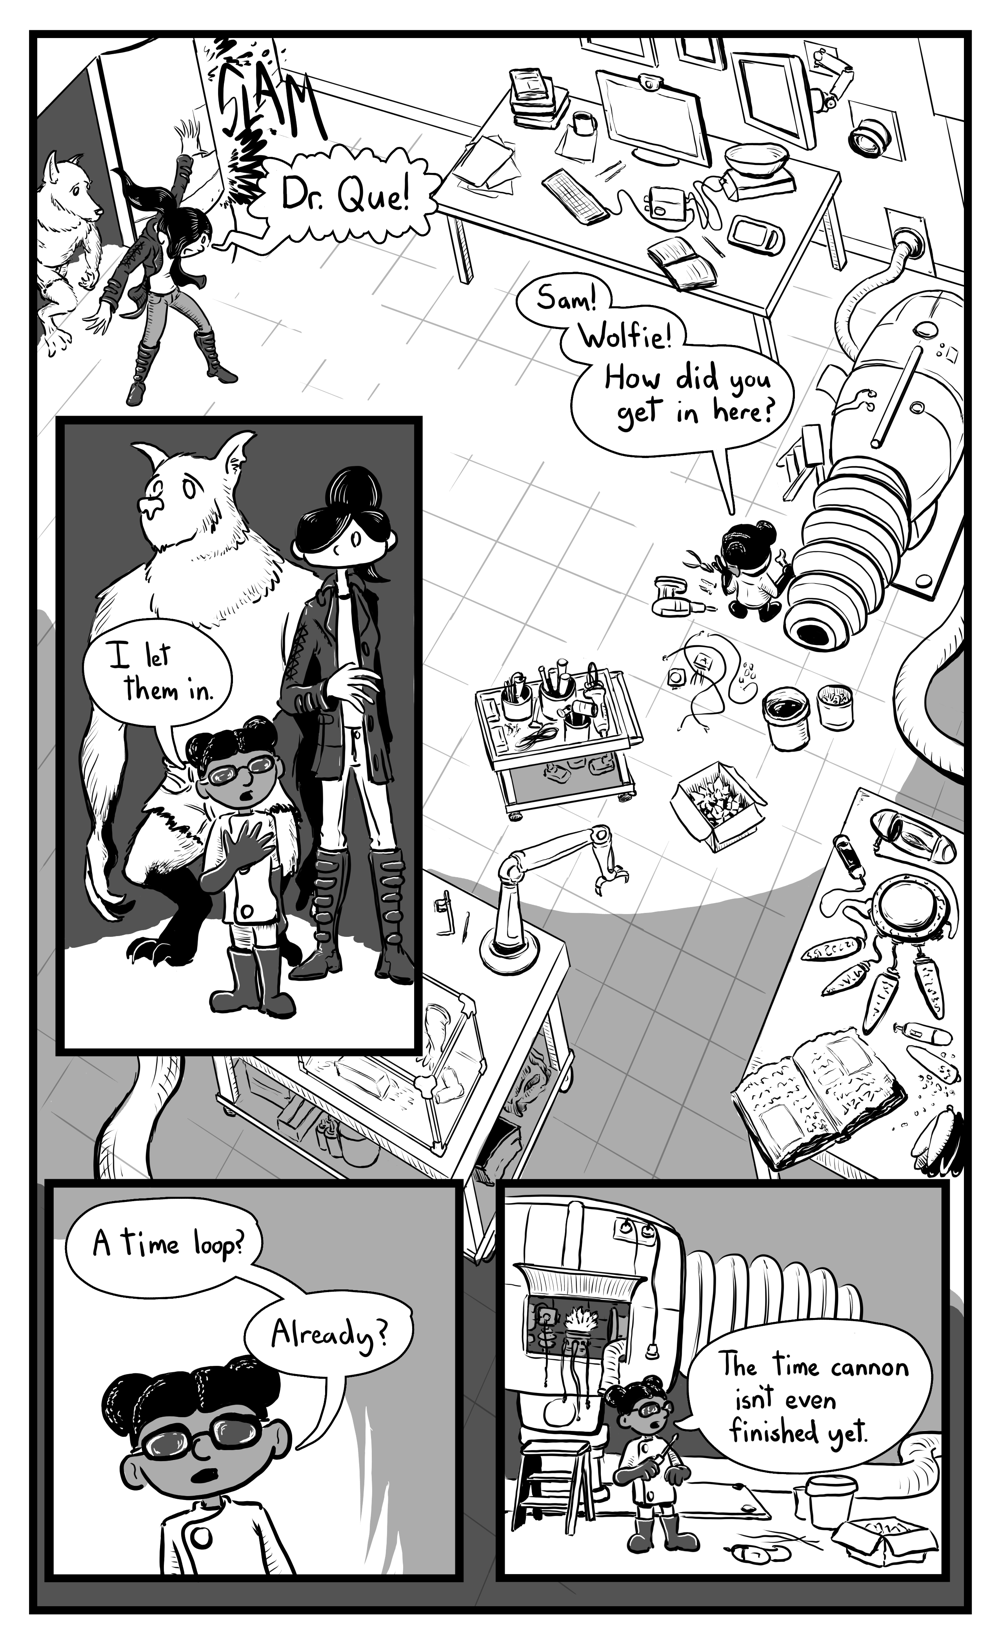 SLAM
Dr. Que!
Sam!
Wolfie!
How did you
get in here?
I let
them in.
A time loop?
Already?
The time cannon
isn't even
finished yet.